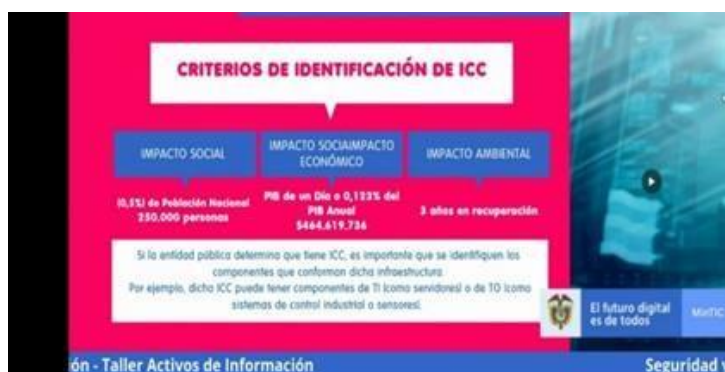 CRITERIOS DE IDENTIFICACIÓN DE ICC
IMPACTO SOCIAL
IMPACTO SOCIAIMPACTO
ECONÓMICO
IMPACTO AMBIENTAL
(0,5%) de Población Nacional
250.000 personas
PIB de un Día o 0,123% del
PIB Anual
$464.619.736
3 años en recuperación
Si la entidad pública determina que tiene ICC, es importante que se identifiquen los
componentes que conforman dicha infraestructura
Por ejemplo, dicha ICC puede tener componentes de TI (como servidores) o de TO (como
sistemas de control industrial o sensores).
El futuro digital
es de todos
MinTIC
ón - Taller Activos de Información
Seguridad y